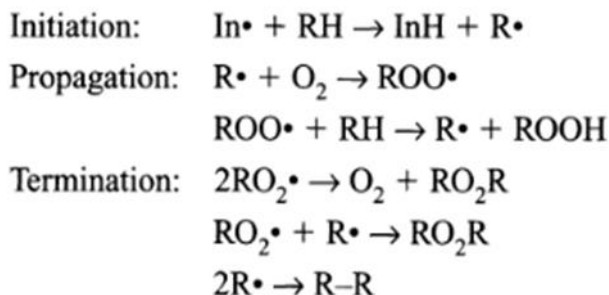 Initiation: In• + RH → InH + R•
Propagation: R• + O₂ → ROO•
ROO• + RH → R• + ROOH
Termination: 2RO₂• → O₂ + RO₂R
RO₂• + R• → RO₂R
2R• → R–R